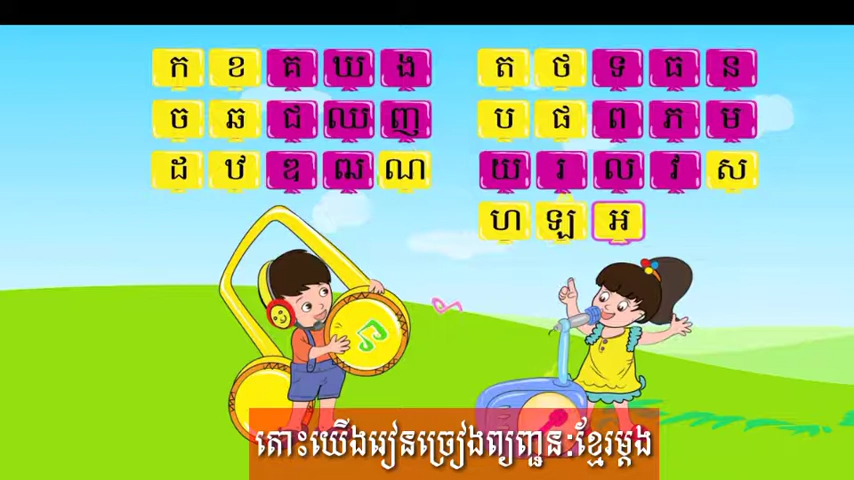 ក ខ គ ឃ ង
ច ឆ ជ ឈ ញ
ដ ឋ ឌ ឍ ណ
ត ថ ទ ធ ន
ប ផ ព ភ ម
យ រ ល វ ស
ហ ឡ អ
តោះយើងរៀនច្រៀងព្យញ្ជនៈខ្មែរម្ដង